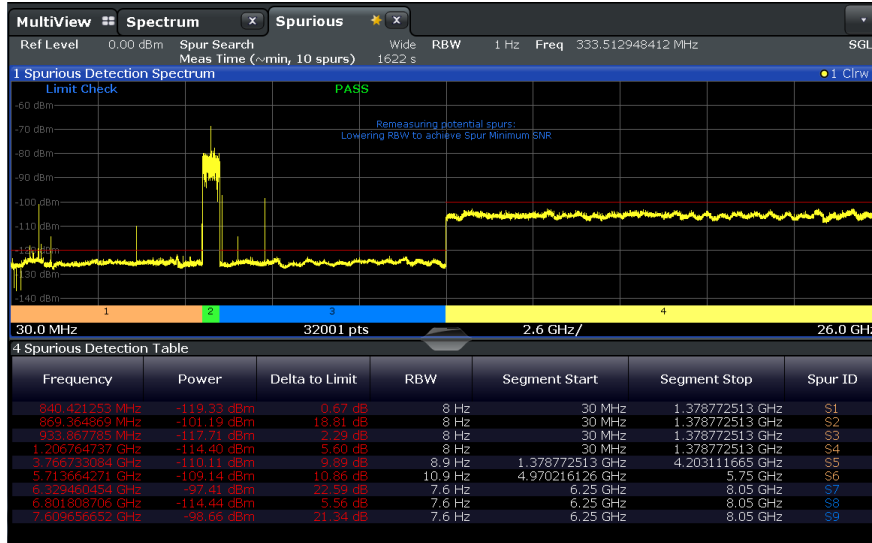 MultiView Spectrum X Spurious X
Ref Level 0.00 dBm Spur Search Wide RBW 1 Hz Freq 333.512948412 MHz SGL
Meas Time (~min, 10 spurs) 1622 s
1 Spurious Detection Spectrum 1 Clrw
Limit Check PASS
-60 dBm
Remeasuring potential spurs:
-70 dBm
Lowering RBW to achieve Spur Minimum SNR
-80 dBm
-90 dBm
-100 dBm
-110 dBm
-120 dBm
-130 dBm
-140 dBm
1 2 3 4
30.0 MHz 32001 pts 2.6 GHz/ 26.0 GHz
4 Spurious Detection Table
Frequency Power Delta to Limit RBW Segment Start Segment Stop Spur ID
840.421253 MHz -119.33 dBm 0.67 dB 8 Hz 30 MHz 1.378772513 GHz S1
869.364869 MHz -101.19 dBm 18.81 dB 8 Hz 30 MHz 1.378772513 GHz S2
933.867785 MHz -117.71 dBm 2.29 dB 8 Hz 30 MHz 1.378772513 GHz S3
1.206764737 GHz -114.40 dBm 5.60 dB 8 Hz 30 MHz 1.378772513 GHz S4
3.766733084 GHz -110.11 dBm 9.89 dB 8.9 Hz 1.378772513 GHz 4.203111665 GHz S5
5.713664271 GHz -109.14 dBm 10.86 dB 10.9 Hz 4.970216126 GHz 5.75 GHz S6
6.329460454 GHz -97.41 dBm 22.59 dB 7.6 Hz 6.25 GHz 8.05 GHz S7
6.801808706 GHz -114.44 dBm 5.56 dB 7.6 Hz 6.25 GHz 8.05 GHz S8
7.609656652 GHz -98.66 dBm 21.34 dB 7.6 Hz 6.25 GHz 8.05 GHz S9